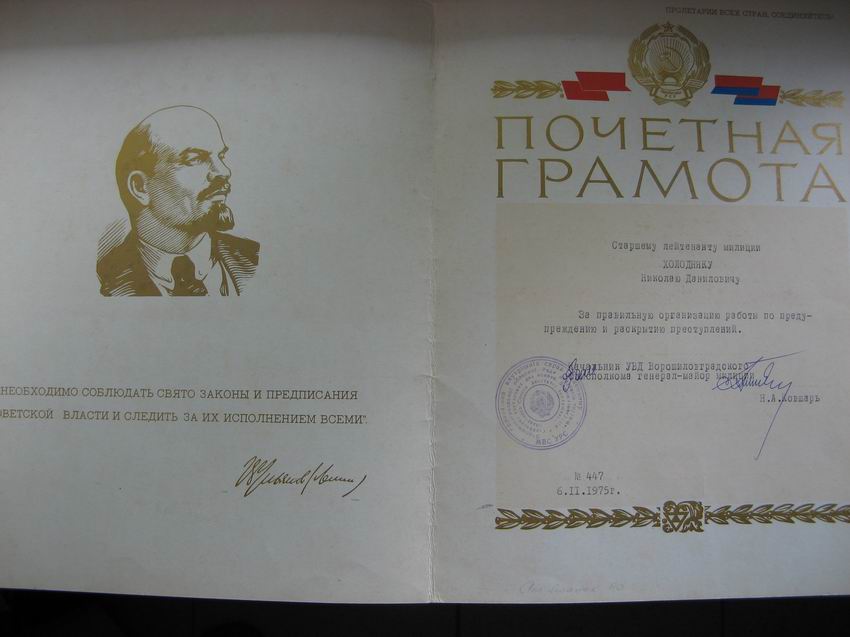 НЕОБХОДИМО СОБЛЮДАТЬ СВЯТО ЗАКОНЫ И ПРЕДПИСАНИЯ
ОВЕТСКОЙ ВЛАСТИ И СЛЕДИТЬ ЗА ИХ ИСПОЛНЕНИЕМ ВСЕМИ".
ПРОЛЕТАРИИ ВСЕХ СТРАН, СОЕДИНЯЙТЕСЬ!
ПОЧЕТНАЯ
ГРАМОТА
Старшему лейтенанту милиции
ХОЛОДНЯКУ
Николаю Даниловичу
За правильную организацию работы по преду-
преждению и раскрытию преступлений.
Начальник УВД Ворошиловградского
облисполкома генерал-майор милиции
Н.А.Ковшарь
МВС УРС
№ 447
6.II.1975г.